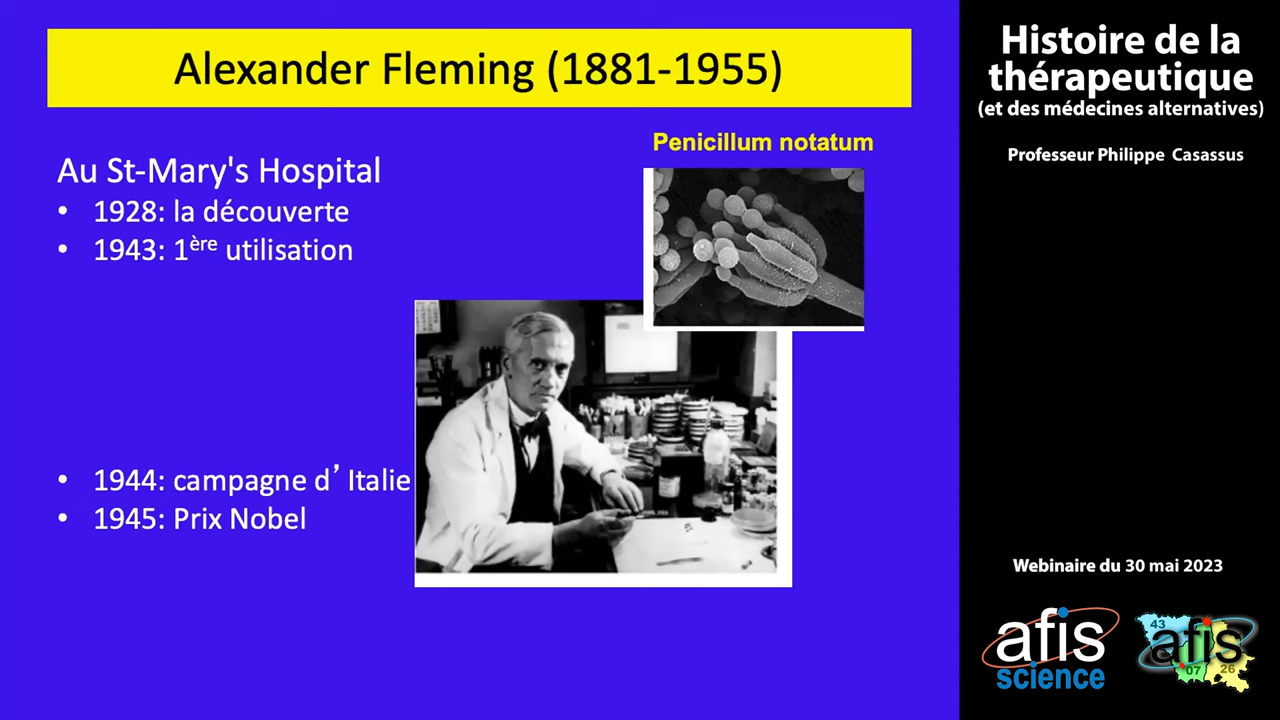 Alexander Fleming (1881-1955)
Penicillum notatum
Au St-Mary's Hospital
• 1928: la découverte
• 1943: 1ère utilisation
• 1944: campagne d’ Italie
• 1945: Prix Nobel
Histoire de la
thérapeutique
(et des médecines alternatives)
Professeur Philippe Casassus
Webinaire du 30 mai 2023
afis
science
43
afis
07
26